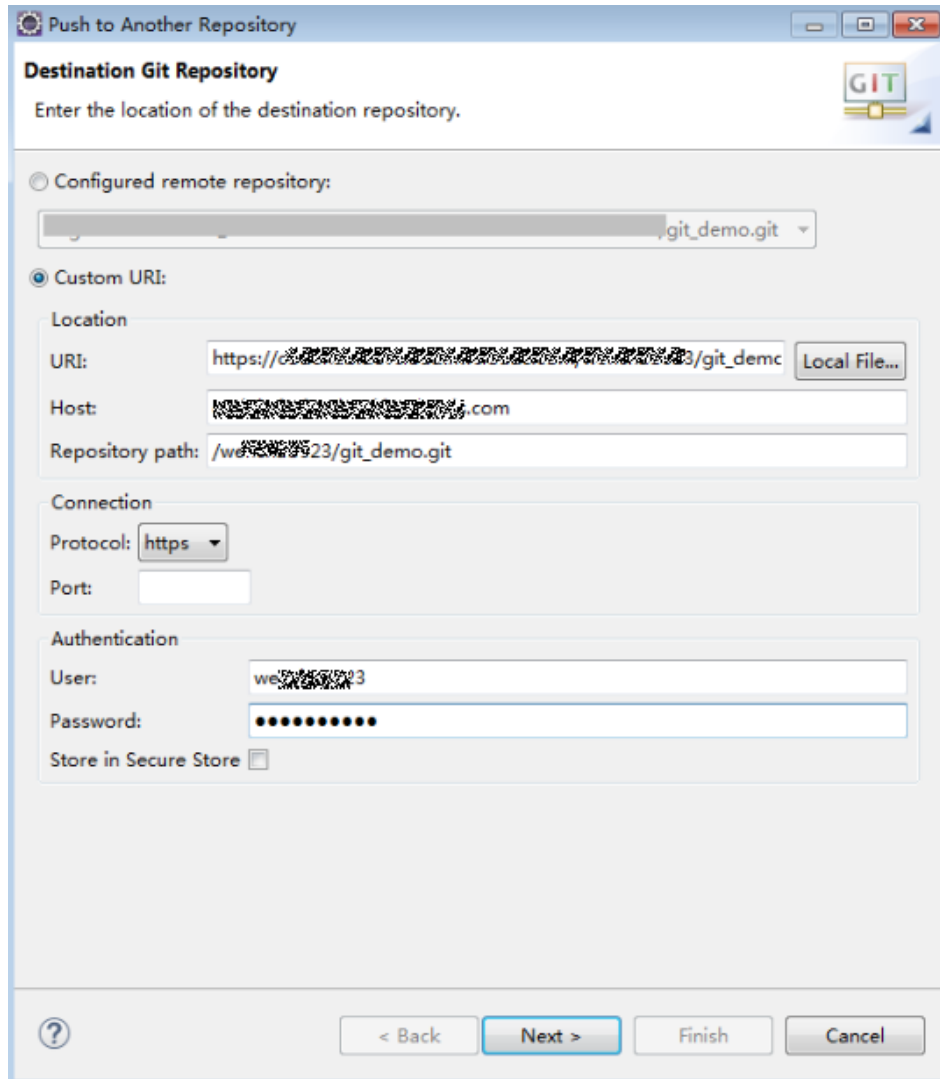 Push to Another Repository
Destination Git Repository
Enter the location of the destination repository.
GIT
Configured remote repository:
/git_demo.git
Custom URI:
Location
URI: https:// 3/git_demo Local File...
Host: .com
Repository path: /we 23/git_demo.git
Connection
Protocol: https
Port:
Authentication
User: we 23
Password: ••••••••••
Store in Secure Store
?
< Back Next > Finish Cancel